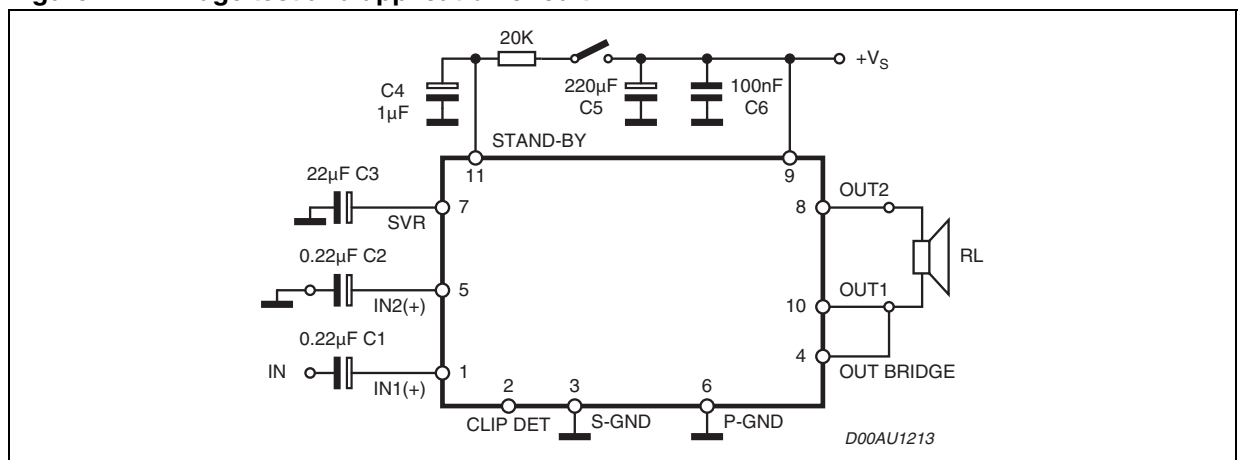 20K
+VS
C4
1µF
220µF
C5
100nF
C6
STAND-BY
11
9
22µF C3
7
SVR
OUT2
8
0.22µF C2
5
IN2(+)
RL
OUT1
10
0.22µF C1
4
OUT BRIDGE
IN
1
IN1(+)
2
3
6
CLIP DET
S-GND
P-GND
D00AU1213